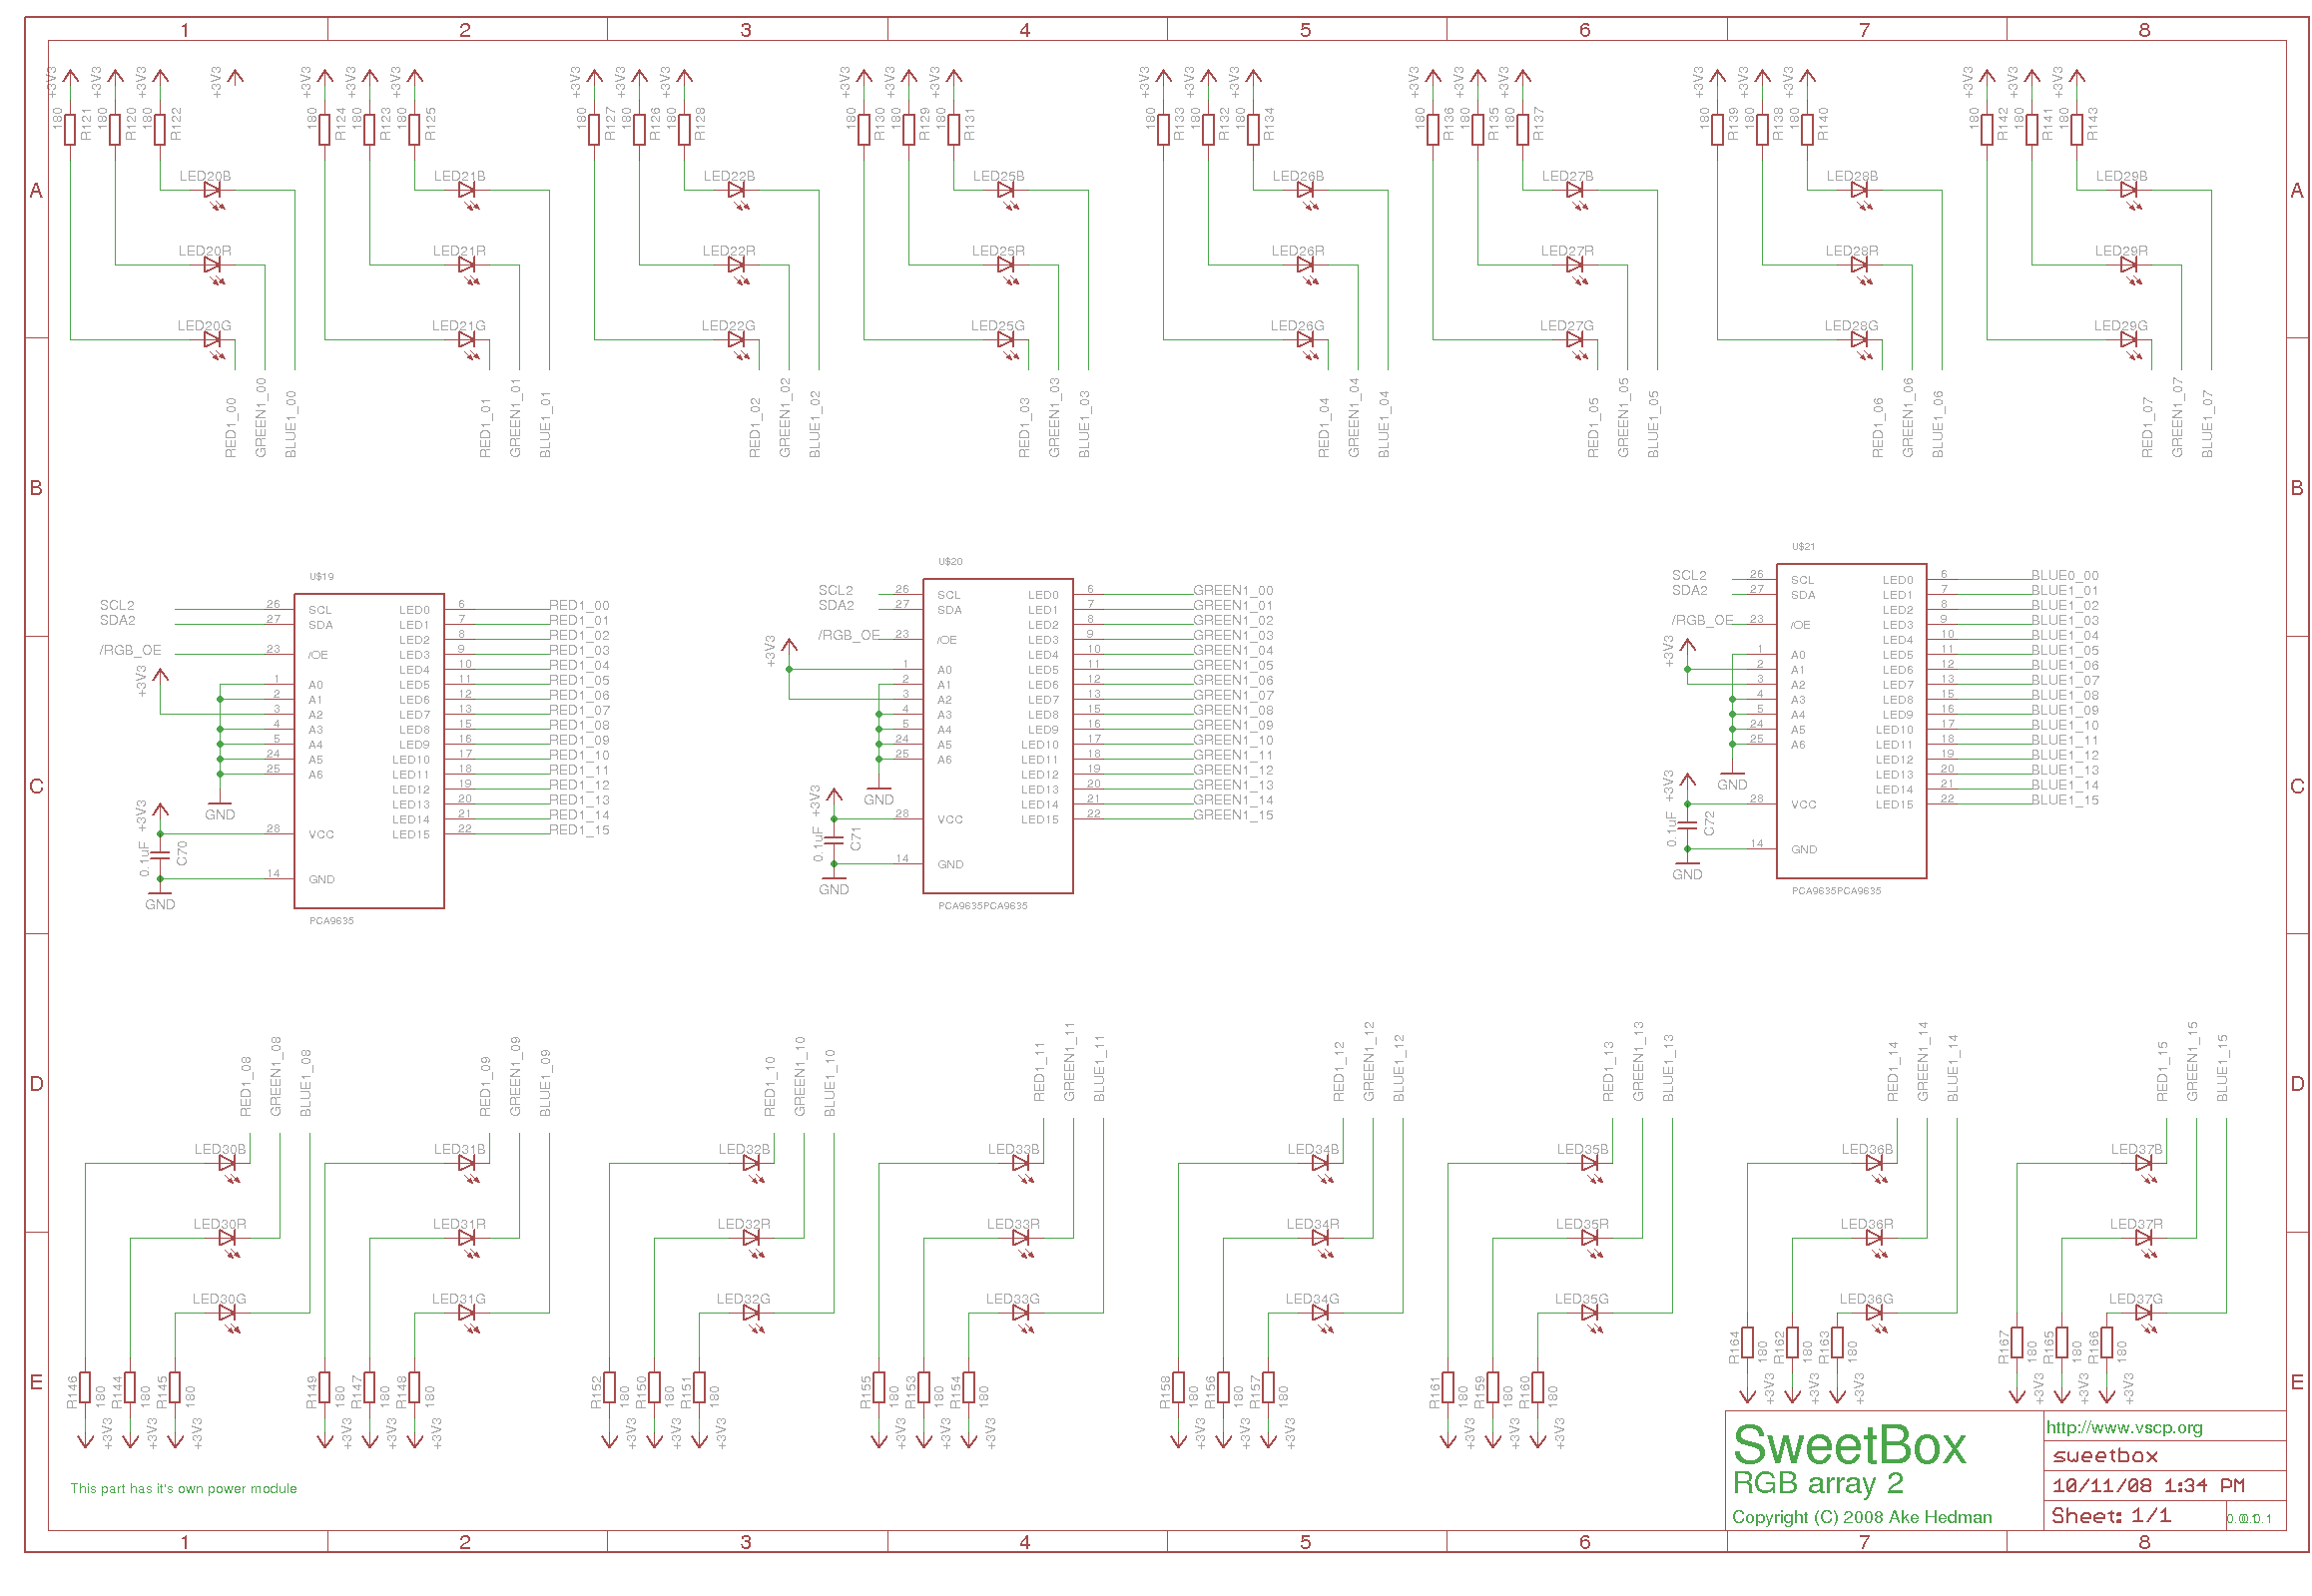 1 2 3 4 5 6 7 8
+3V3 +3V3 +3V3 +3V3 +3V3 +3V3 +3V3 +3V3 +3V3 +3V3 +3V3 +3V3 +3V3 +3V3 +3V3 +3V3 +3V3 +3V3 +3V3 +3V3 +3V3 +3V3 +3V3 +3V3 +3V3
180 180 180 180 180 180 180 180 180 180 180 180 180 180 180 180 180 180 180 180 180 180 180 180
R121 R120 R122 R124 R123 R125 R127 R126 R128 R130 R129 R131 R133 R132 R134 R136 R135 R137 R139 R138 R140 R142 R141 R143
LED20B LED21B LED22B LED25B LED26B LED27B LED28B LED29B
A A
LED20R LED21R LED22R LED25R LED26R LED27R LED28R LED29R
LED20G LED21G LED22G LED25G LED26G LED27G LED28G LED29G
RED1_00 GREEN1_00 BLUE1_00
RED1_01 GREEN1_01 BLUE1_01
RED1_02 GREEN1_02 BLUE1_02
RED1_03 GREEN1_03 BLUE1_03
RED1_04 GREEN1_04 BLUE1_04
RED1_05 GREEN1_05 BLUE1_05
RED1_06 GREEN1_06 BLUE1_06
RED1_07 GREEN1_07 BLUE1_07
B B
U$19
SCL2 26 SCL LED0 6 RED1_00
SDA2 27 SDA LED1 7 RED1_01
LED2 8 RED1_02
/RGB_OE 23 /OE LED3 9 RED1_03
+3V3 LED4 10 RED1_04
1 A0 LED5 11 RED1_05
2 A1 LED6 12 RED1_06
3 A2 LED7 13 RED1_07
4 A3 LED8 15 RED1_08
5 A4 LED9 16 RED1_09
24 A5 LED10 17 RED1_10
25 A6 LED11 18 RED1_11
LED12 19 RED1_12
+3V3 GND LED13 20 RED1_13
LED14 21 RED1_14
28 VCC LED15 22 RED1_15
0.1uF C70
14 GND
GND
PCA9635
U$20
SCL2 26 SCL LED0 6 GREEN1_00
SDA2 27 SDA LED1 7 GREEN1_01
LED2 8 GREEN1_02
/RGB_OE 23 /OE LED3 9 GREEN1_03
+3V3 LED4 10 GREEN1_04
1 A0 LED5 11 GREEN1_05
2 A1 LED6 12 GREEN1_06
3 A2 LED7 13 GREEN1_07
4 A3 LED8 15 GREEN1_08
5 A4 LED9 16 GREEN1_09
24 A5 LED10 17 GREEN1_10
25 A6 LED11 18 GREEN1_11
LED12 19 GREEN1_12
+3V3 GND LED13 20 GREEN1_13
LED14 21 GREEN1_14
28 VCC LED15 22 GREEN1_15
0.1uF C71
14 GND
GND
PCA9635PCA9635
U$21
SCL2 26 SCL LED0 6 BLUE0_00
SDA2 27 SDA LED1 7 BLUE1_01
LED2 8 BLUE1_02
/RGB_OE 23 /OE LED3 9 BLUE1_03
+3V3 LED4 10 BLUE1_04
1 A0 LED5 11 BLUE1_05
2 A1 LED6 12 BLUE1_06
3 A2 LED7 13 BLUE1_07
4 A3 LED8 15 BLUE1_08
5 A4 LED9 16 BLUE1_09
24 A5 LED10 17 BLUE1_10
25 A6 LED11 18 BLUE1_11
LED12 19 BLUE1_12
+3V3 GND LED13 20 BLUE1_13
LED14 21 BLUE1_14
28 VCC LED15 22 BLUE1_15
0.1uF C72
14 GND
GND
PCA9635PCA9635
C C
RED1_08 GREEN1_08 BLUE1_08
RED1_09 GREEN1_09 BLUE1_09
RED1_10 GREEN1_10 BLUE1_10
RED1_11 GREEN1_11 BLUE1_11
RED1_12 GREEN1_12 BLUE1_12
RED1_13 GREEN1_13 BLUE1_13
RED1_14 GREEN1_14 BLUE1_14
RED1_15 GREEN1_15 BLUE1_15
D D
LED30B LED31B LED32B LED33B LED34B LED35B LED36B LED37B
LED30R LED31R LED32R LED33R LED34R LED35R LED36R LED37R
LED30G LED31G LED32G LED33G LED34G LED35G LED36G LED37G
E E
R146 R144 R145 R149 R147 R148 R152 R150 R151 R155 R153 R154 R158 R156 R157 R161 R159 R160 R164 R162 R163 R167 R165 R166
180 180 180 180 180 180 180 180 180 180 180 180 180 180 180 180 180 180 180 180 180 180 180 180
+3V3 +3V3 +3V3 +3V3 +3V3 +3V3 +3V3 +3V3 +3V3 +3V3 +3V3 +3V3 +3V3 +3V3 +3V3 +3V3 +3V3 +3V3 +3V3 +3V3 +3V3 +3V3 +3V3 +3V3
This part has it's own power module
SweetBox
RGB array 2
Copyright (C) 2008 Ake Hedman
http://www.vscp.org
sweetbox
10/11/08 1:34 PM
Sheet: 1/1
1 2 3 4 5 6 7 8